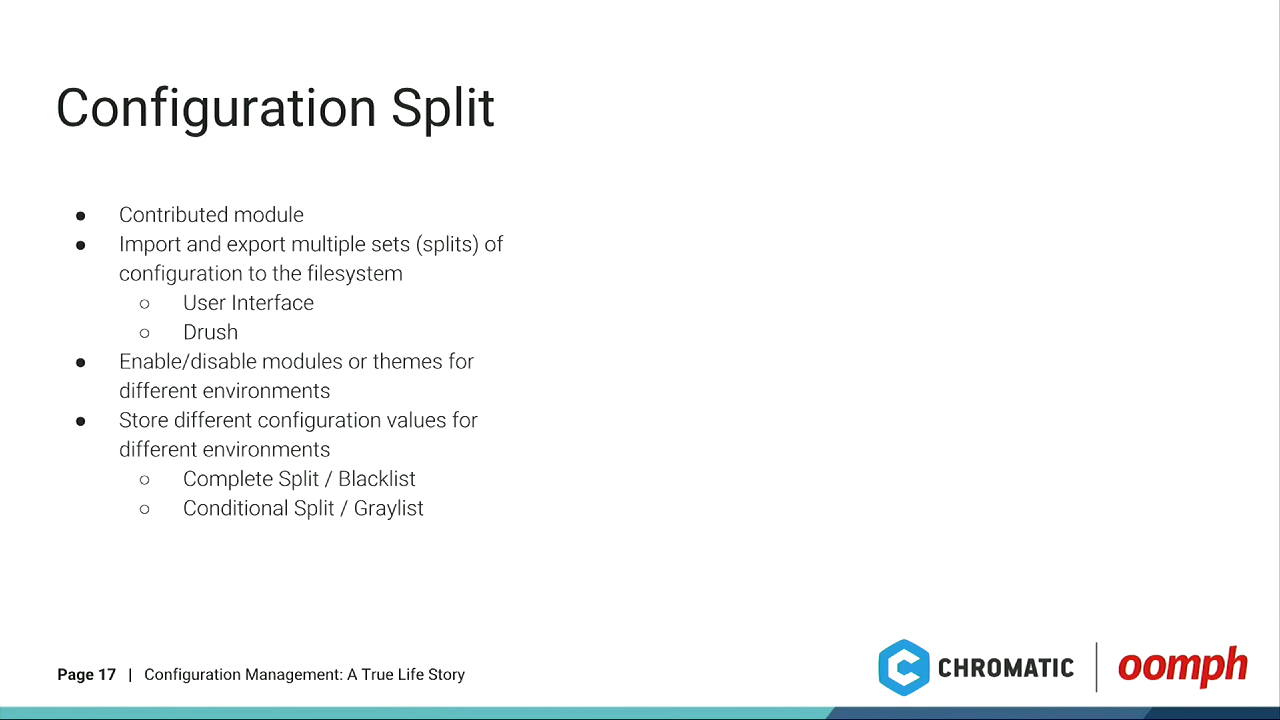 Configuration Split
● Contributed module
● Import and export multiple sets (splits) of
configuration to the filesystem
○ User Interface
○ Drush
● Enable/disable modules or themes for
different environments
● Store different configuration values for
different environments
○ Complete Split / Blacklist
○ Conditional Split / Graylist
Page 17 | Configuration Management: A True Life Story
CHROMATIC | oomph